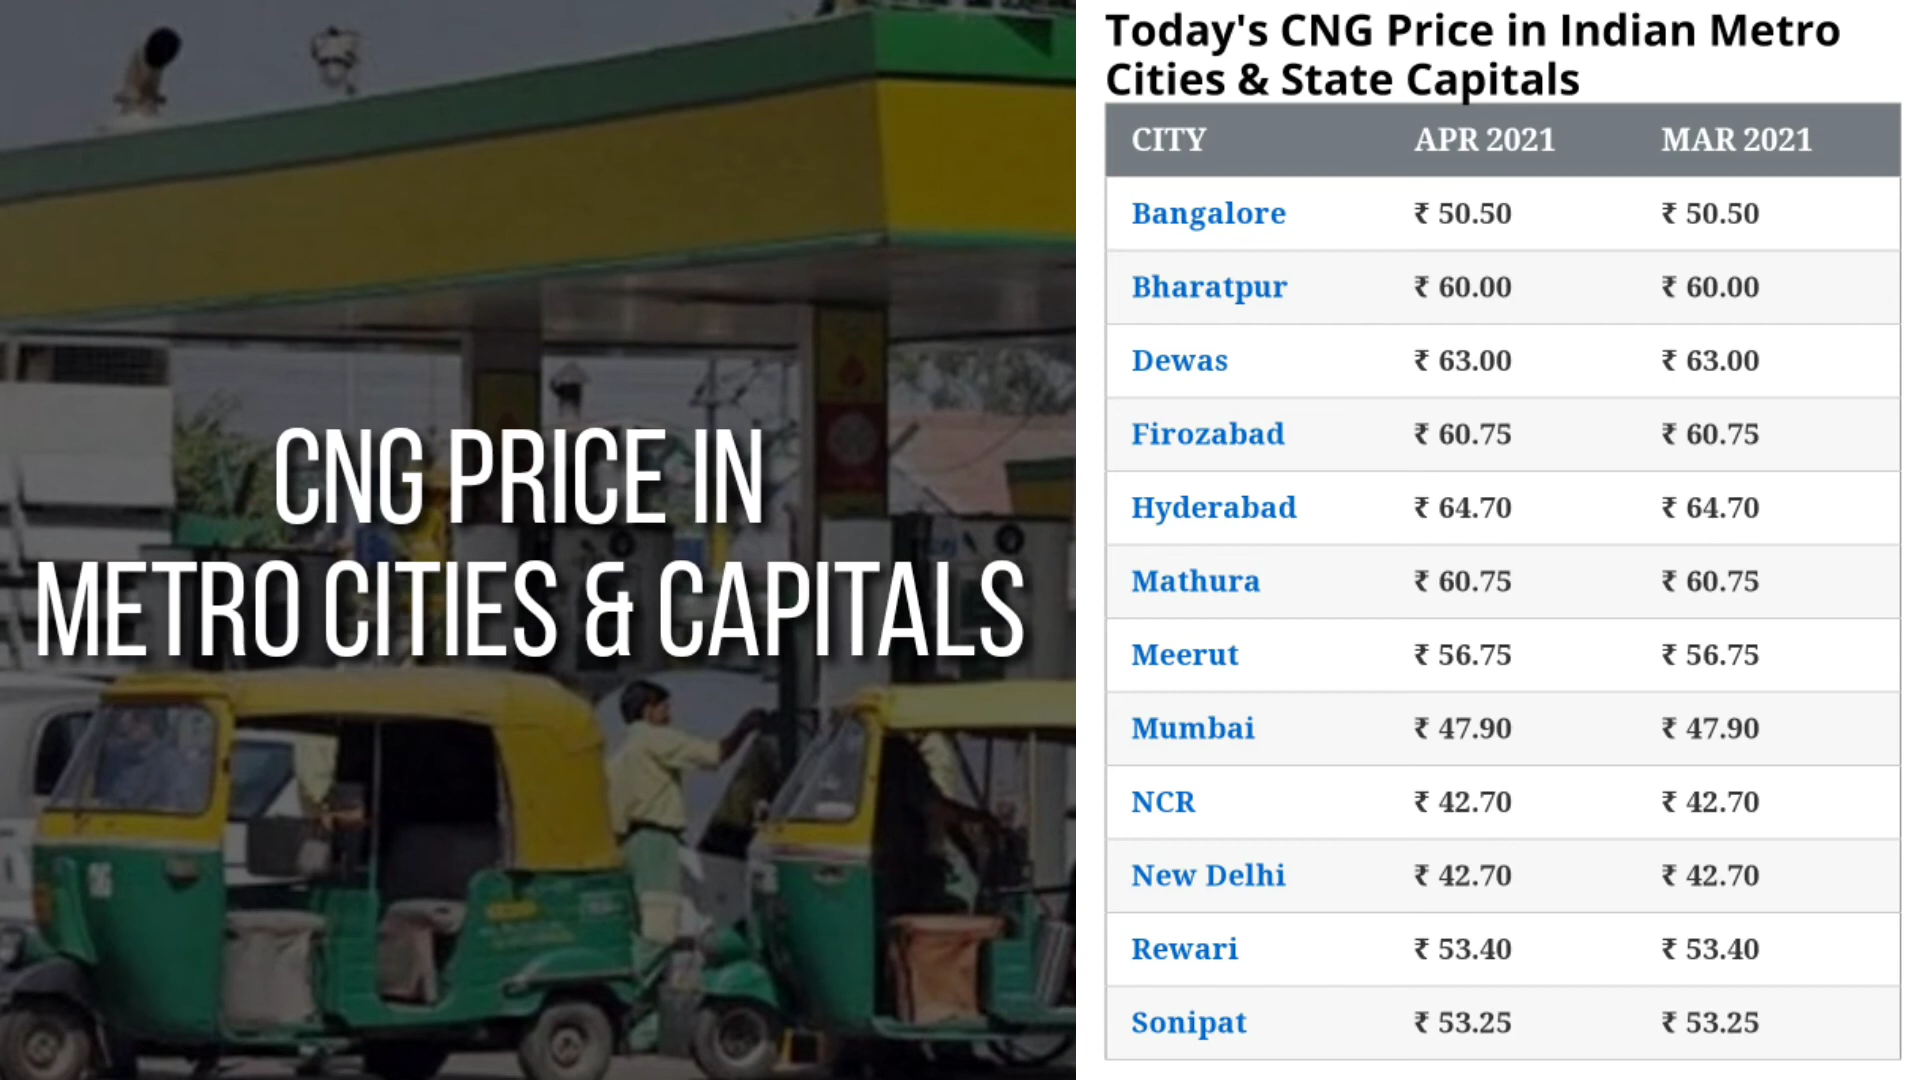 CNG PRICE IN
METRO CITIES & CAPITALS
Today's CNG Price in Indian Metro
Cities & State Capitals
CITY APR 2021 MAR 2021
Bangalore ₹ 50.50 ₹ 50.50
Bharatpur ₹ 60.00 ₹ 60.00
Dewas ₹ 63.00 ₹ 63.00
Firozabad ₹ 60.75 ₹ 60.75
Hyderabad ₹ 64.70 ₹ 64.70
Mathura ₹ 60.75 ₹ 60.75
Meerut ₹ 56.75 ₹ 56.75
Mumbai ₹ 47.90 ₹ 47.90
NCR ₹ 42.70 ₹ 42.70
New Delhi ₹ 42.70 ₹ 42.70
Rewari ₹ 53.40 ₹ 53.40
Sonipat ₹ 53.25 ₹ 53.25